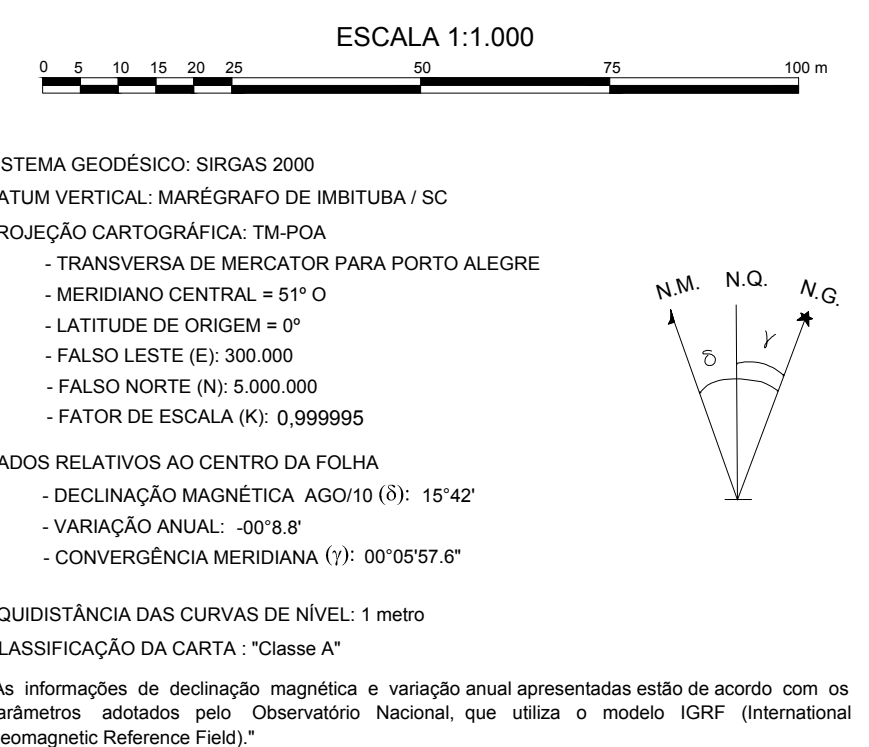 ESCALA 1:1.000
0 5 10 15 20 25 50 75 100 m
ISTEMA GEODÉSICO: SIRGAS 2000
ATUM VERTICAL: MARÉGRAFO DE IMBITUBA / SC
ROJEÇÃO CARTOGRÁFICA: TM-POA
- TRANSVERSA DE MERCATOR PARA PORTO ALEGRE
- MERIDIANO CENTRAL = 51º O
- LATITUDE DE ORIGEM = 0º
- FALSO LESTE (E): 300.000
- FALSO NORTE (N): 5.000.000
- FATOR DE ESCALA (K): 0,999995
N.M. N.Q. N.G.
δ γ
ADOS RELATIVOS AO CENTRO DA FOLHA
- DECLINAÇÃO MAGNÉTICA AGO/10 (δ): 15°42'
- VARIAÇÃO ANUAL: -00°8.8'
- CONVERGÊNCIA MERIDIANA (γ): 00°05'57.6"
QUIDISTÂNCIA DAS CURVAS DE NÍVEL: 1 metro
LASSIFICAÇÃO DA CARTA : "Classe A"
As informações de declinação magnética e variação anual apresentadas estão de acordo com os
arâmetros adotados pelo Observatório Nacional, que utiliza o modelo IGRF (International
eomagnetic Reference Field)."